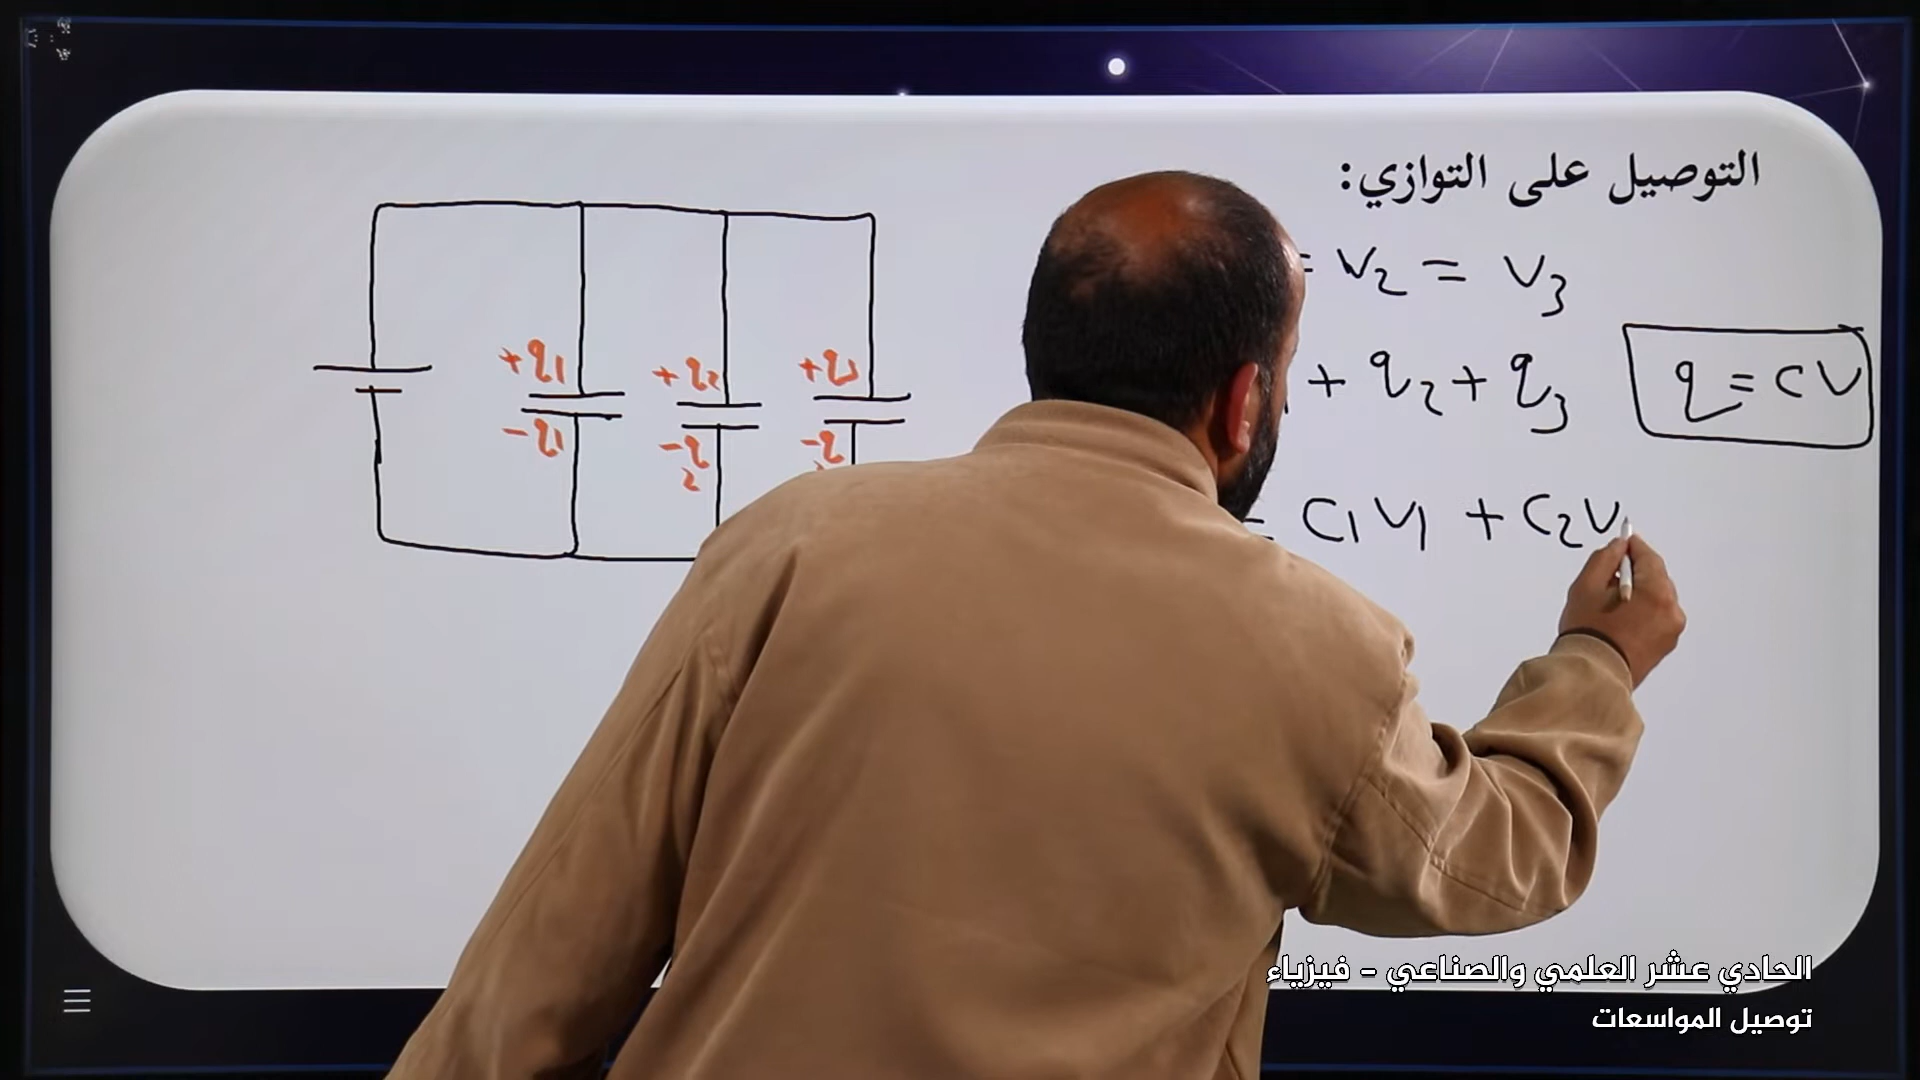 التوصيل على التوازي:
= V2 = V3
+ q2 + q3
q = CV
= C1V1 + C2V
+q1
-q1
+q2
-q2
+q3
-q
الحادي عشر العلمي والصناعي - فيزياء
توصيل المواسعات